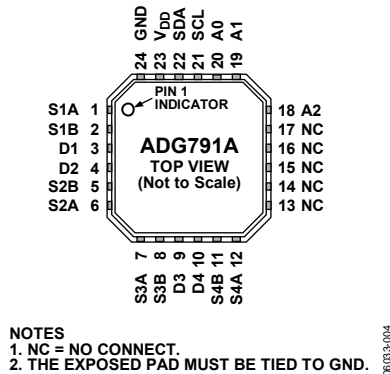 24 GND
23 VDD
22 SDA
21 SCL
20 A0
19 A1
PIN 1
INDICATOR
S1A 1
S1B 2
D1 3
D2 4
S2B 5
S2A 6
ADG791A
TOP VIEW
(Not to Scale)
18 A2
17 NC
16 NC
15 NC
14 NC
13 NC
S3A 7
S3B 8
D3 9
D4 10
S4B 11
S4A 12
NOTES
1. NC = NO CONNECT.
2. THE EXPOSED PAD MUST BE TIED TO GND.
06033-004